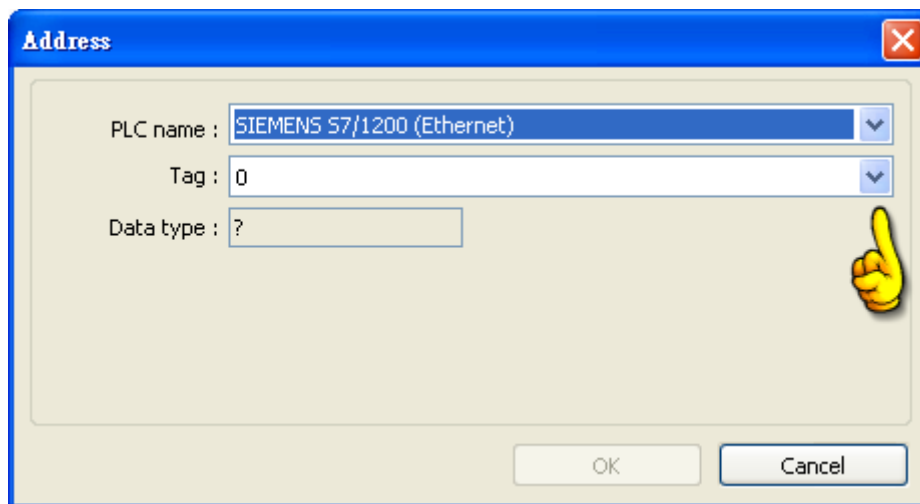 Address
PLC name : SIEMENS S7/1200 (Ethernet)
Tag : 0
Data type : ?
OK Cancel